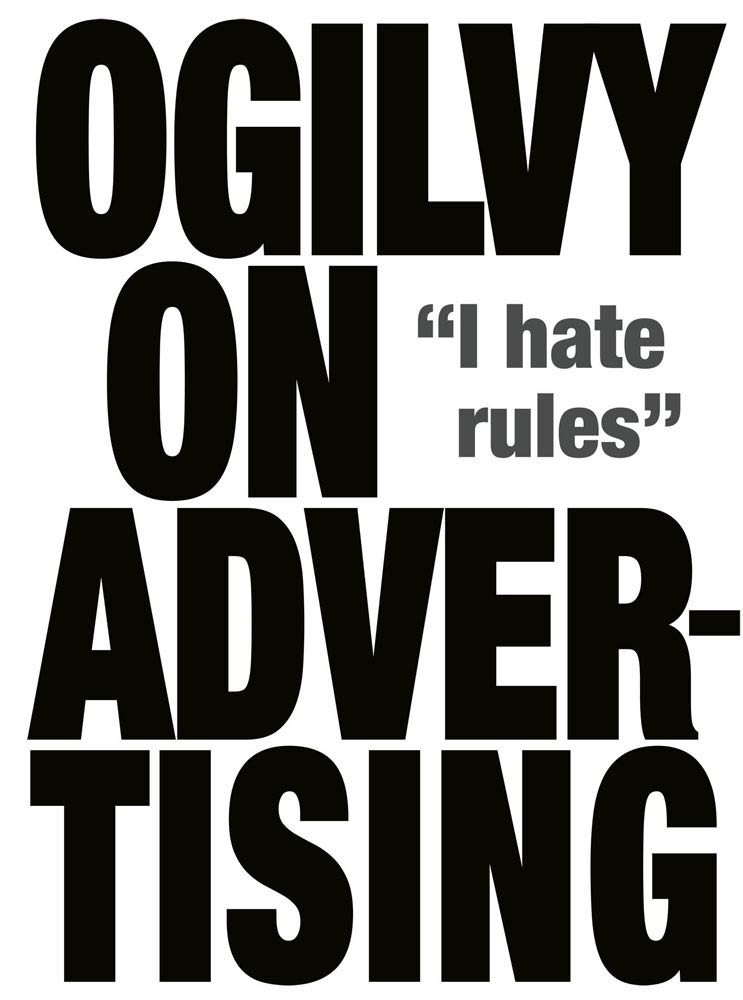 OGILVY
ON
“I hate
rules”
ADVER-
TISING